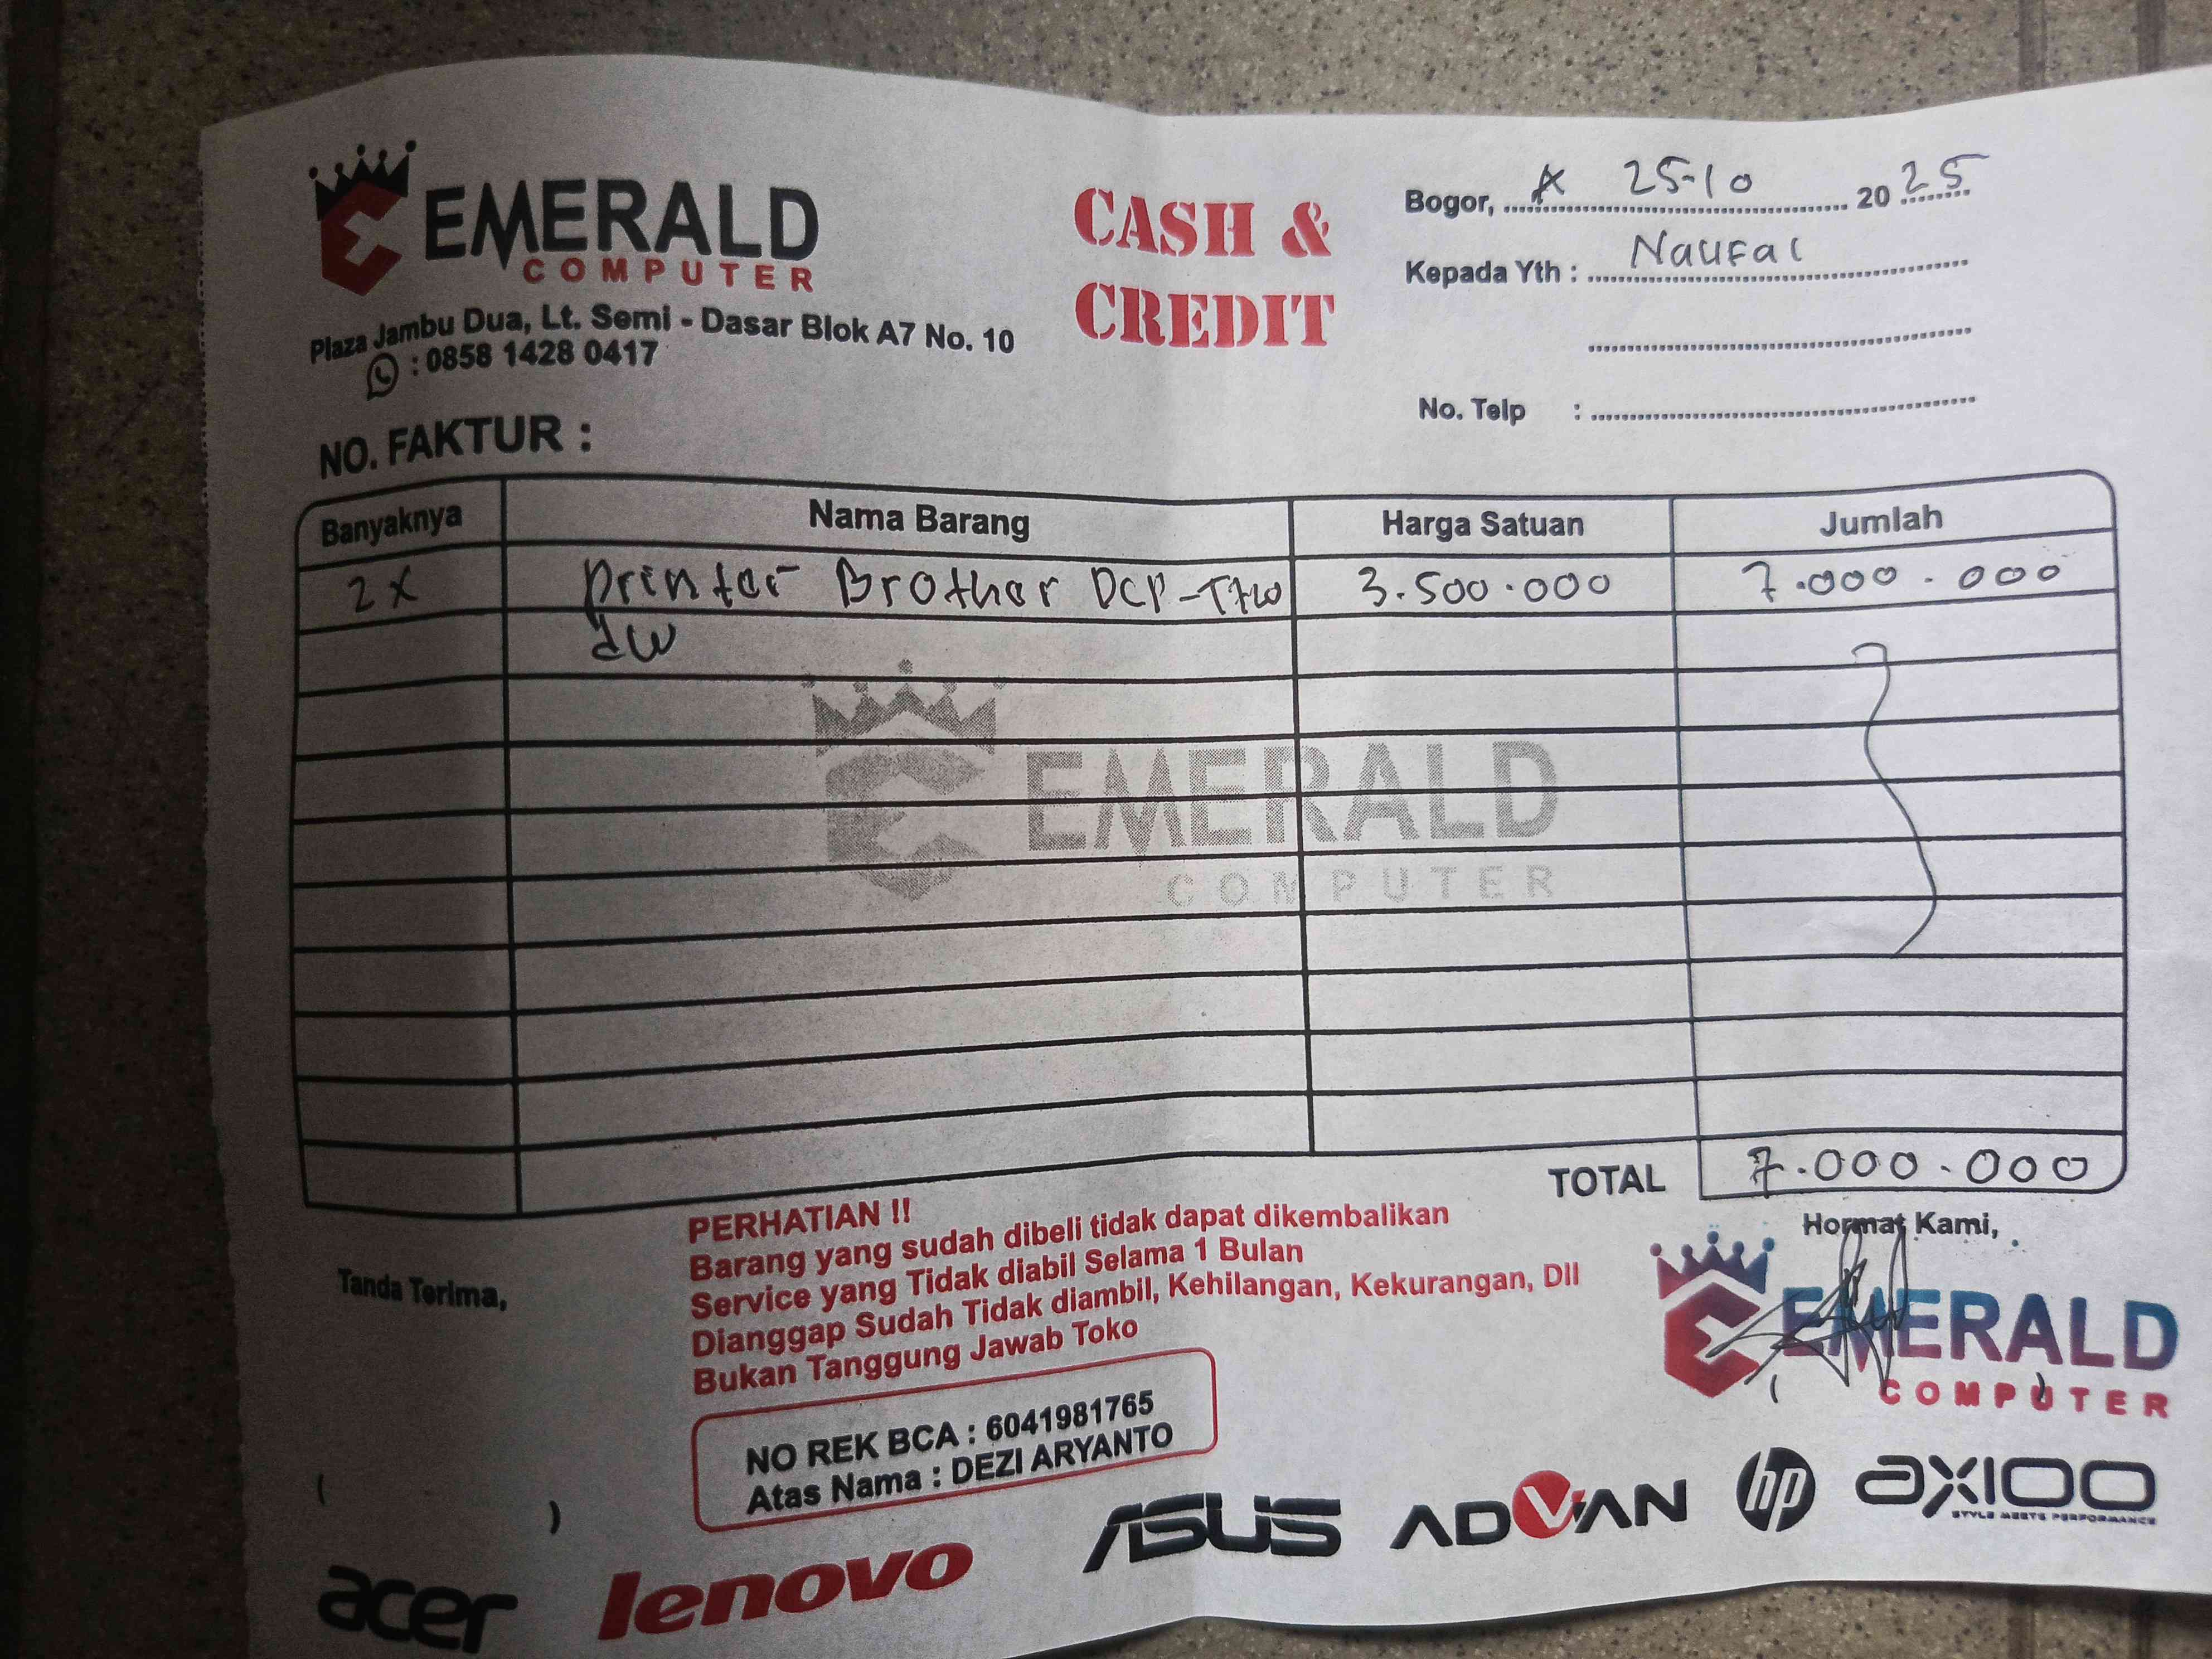 EMERALD
COMPUTER
Plaza Jambu Dua, Lt. Semi - Dasar Blok A7 No. 10
: 0858 1428 0417
CASH &
CREDIT
Bogor, 25-10 2025
Kepada Yth : Naufal
No. Telp :
NO. FAKTUR :
Banyaknya Nama Barang Harga Satuan Jumlah
2x Printer Brother DCP-T720 3.500.000 7.000.000
dw
EMERALD
COMPUTER
TOTAL 7.000.000
PERHATIAN !!
Barang yang sudah dibeli tidak dapat dikembalikan
Service yang Tidak diabil Selama 1 Bulan
Dianggap Sudah Tidak diambil, Kehilangan, Kekurangan, Dll
Bukan Tanggung Jawab Toko
Tanda Terima,
( )
Hormat Kami,
EMERALD
COMPUTER
( )
NO REK BCA : 6041981765
Atas Nama : DEZI ARYANTO
acer lenovo ASUS ADVAN hp AXIOO
STYLE MEETS PERFORMANCE